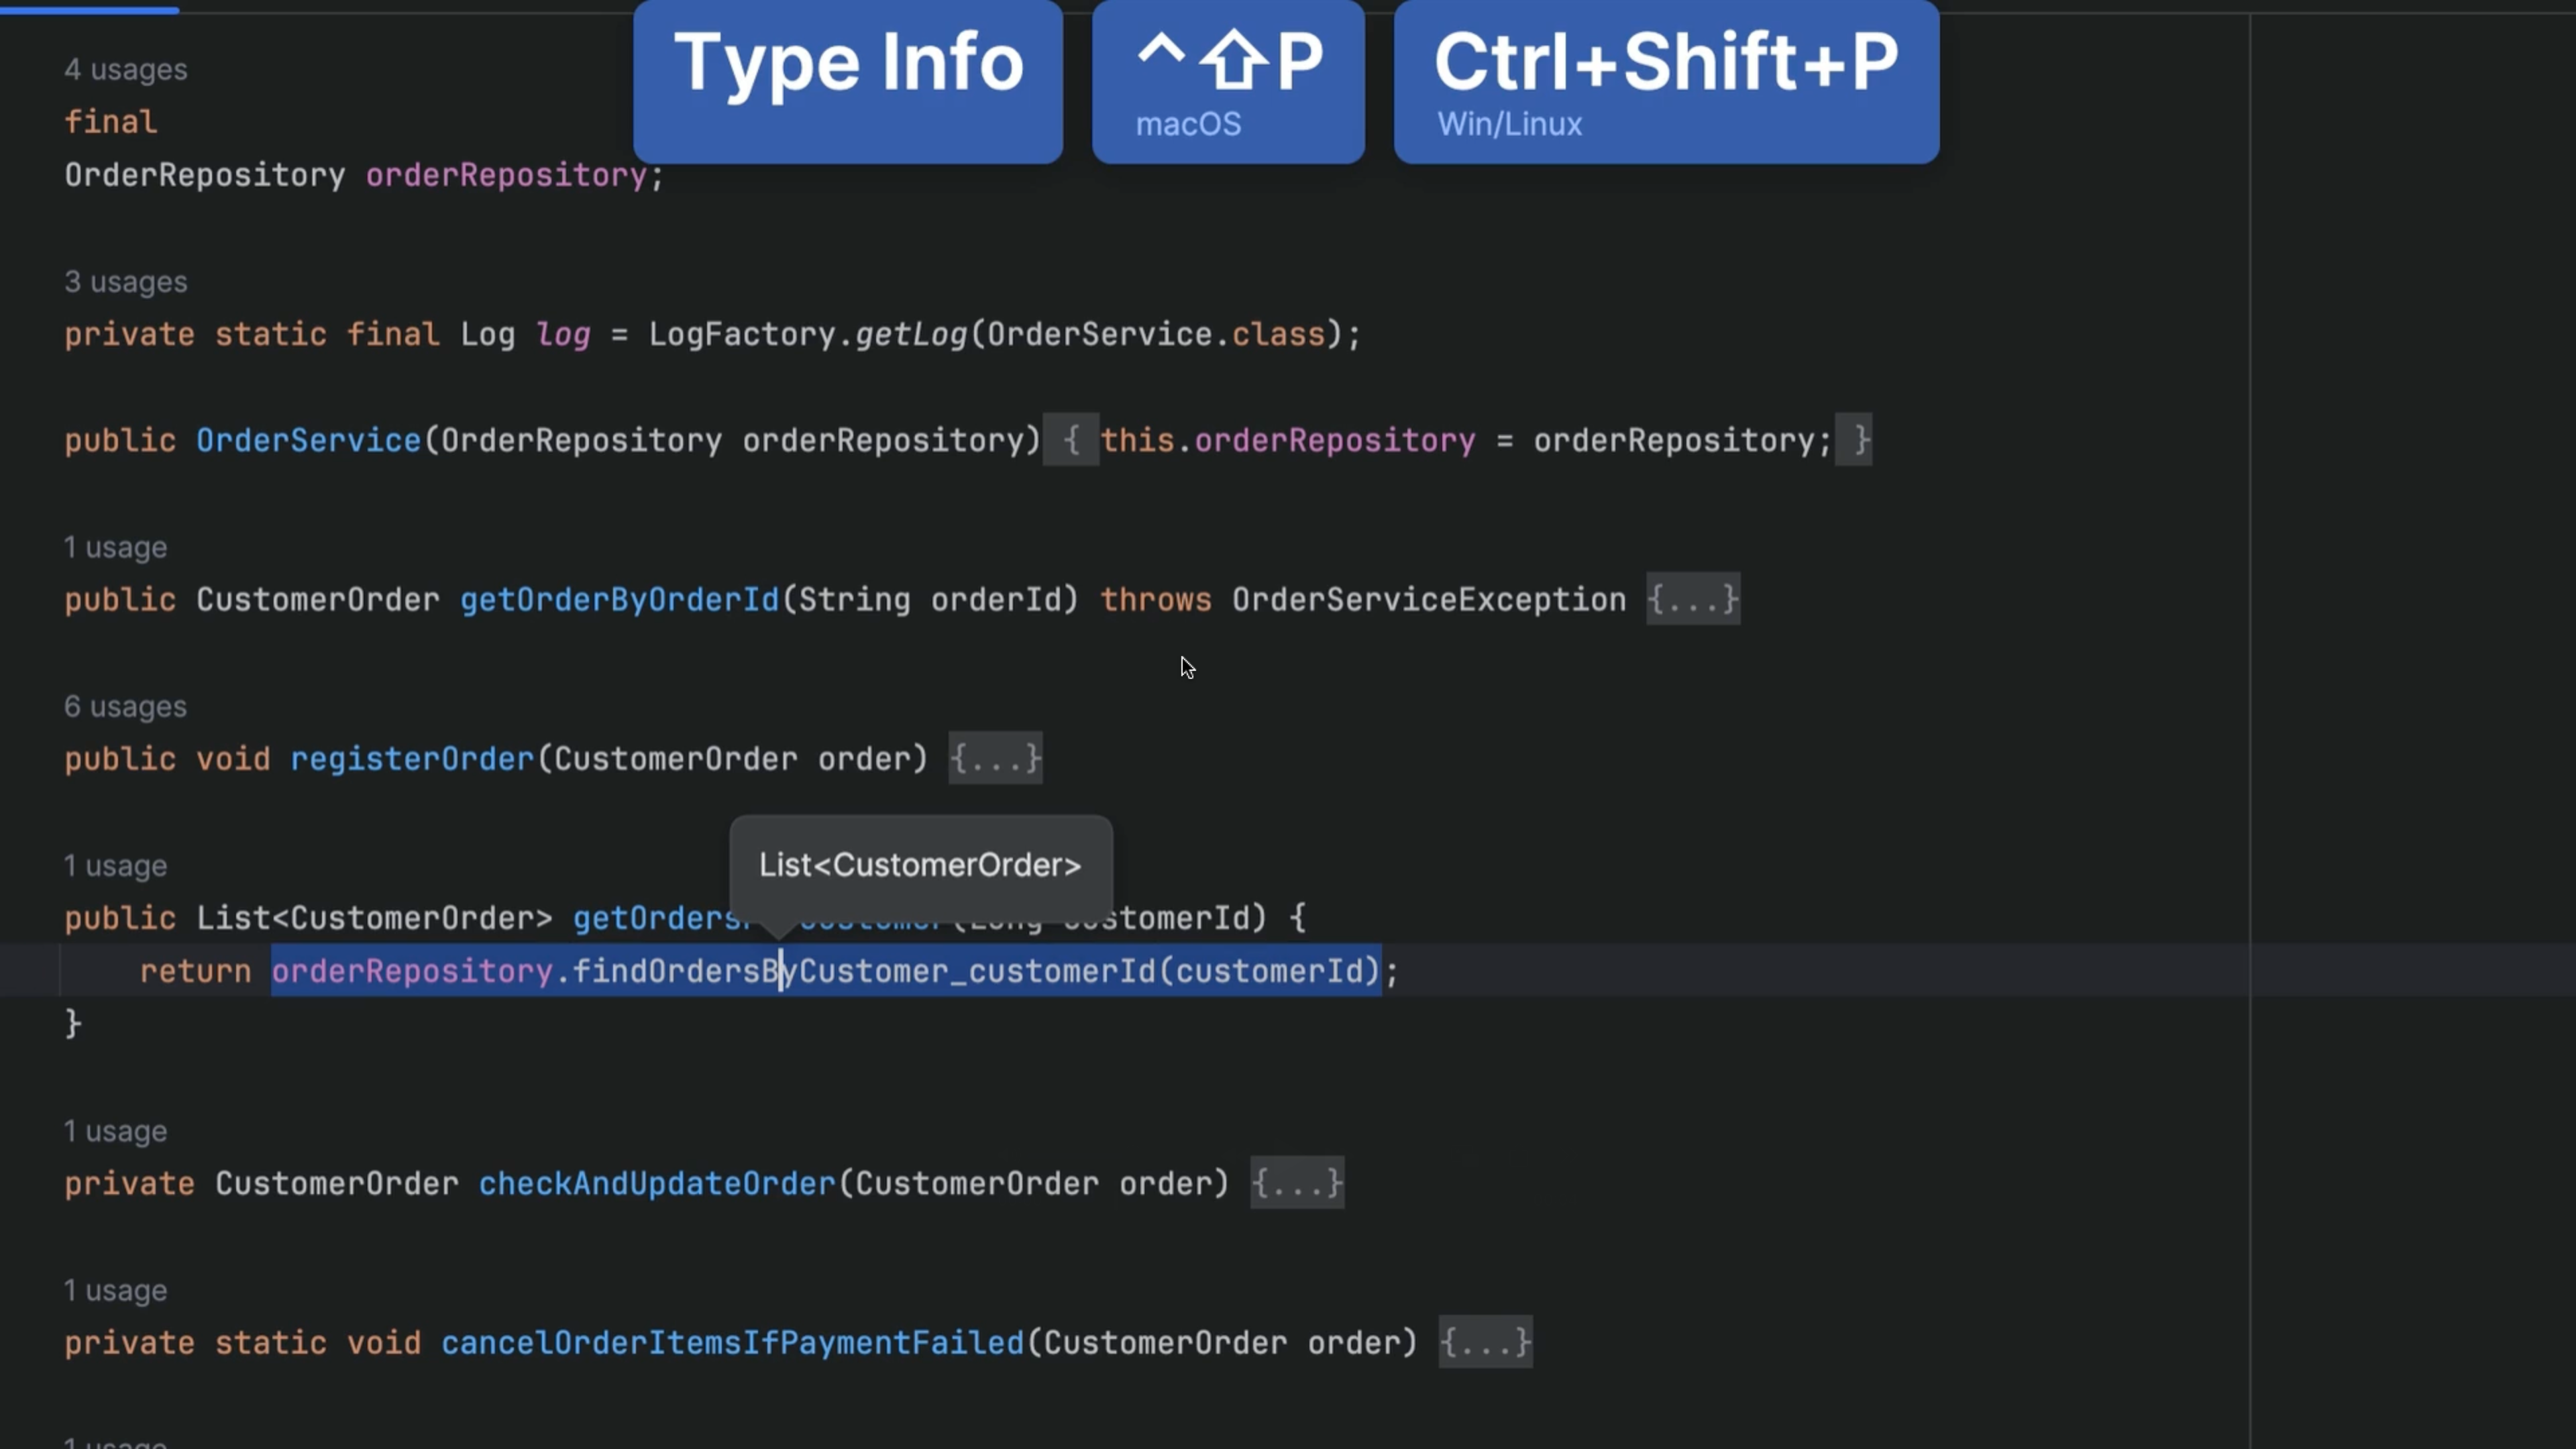 Type Info
⌃⇧P
macOS
Ctrl+Shift+P
Win/Linux
4 usages
final
OrderRepository orderRepository;
3 usages
private static final Log log = LogFactory.getLog(OrderService.class);
public OrderService(OrderRepository orderRepository) { this.orderRepository = orderRepository; }
1 usage
public CustomerOrder getOrderByOrderId(String orderId) throws OrderServiceException {...}
6 usages
public void registerOrder(CustomerOrder order) {...}
1 usage
List<CustomerOrder>
public List<CustomerOrder> getOrders customerId) {
return orderRepository.findOrdersByCustomer_customerId(customerId);
}
1 usage
private CustomerOrder checkAndUpdateOrder(CustomerOrder order) {...}
1 usage
private static void cancelOrderItemsIfPaymentFailed(CustomerOrder order) {...}
1 usage